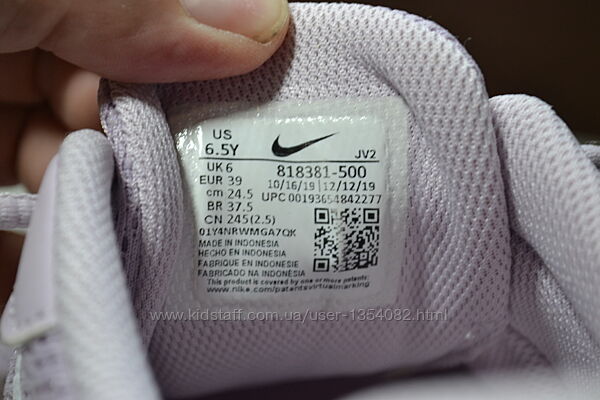 US
6.5Y
JV2
UK 6
818381-500
EUR 39
10/16/19 | 12/12/19
cm 24.5
UPC 00193654842277
BR 37.5
CN 245(2.5)
01Y4NRWMGA7QK
MADE IN INDONESIA
HECHO EN INDONESIA
FABRIQUE EN INDONESIE
FABRICADO NA INDONESIA
This product is covered by one or more patents:
www.nike.com/patentsvirtualmarking
www.kidstaff.com.ua/user-1354082.html